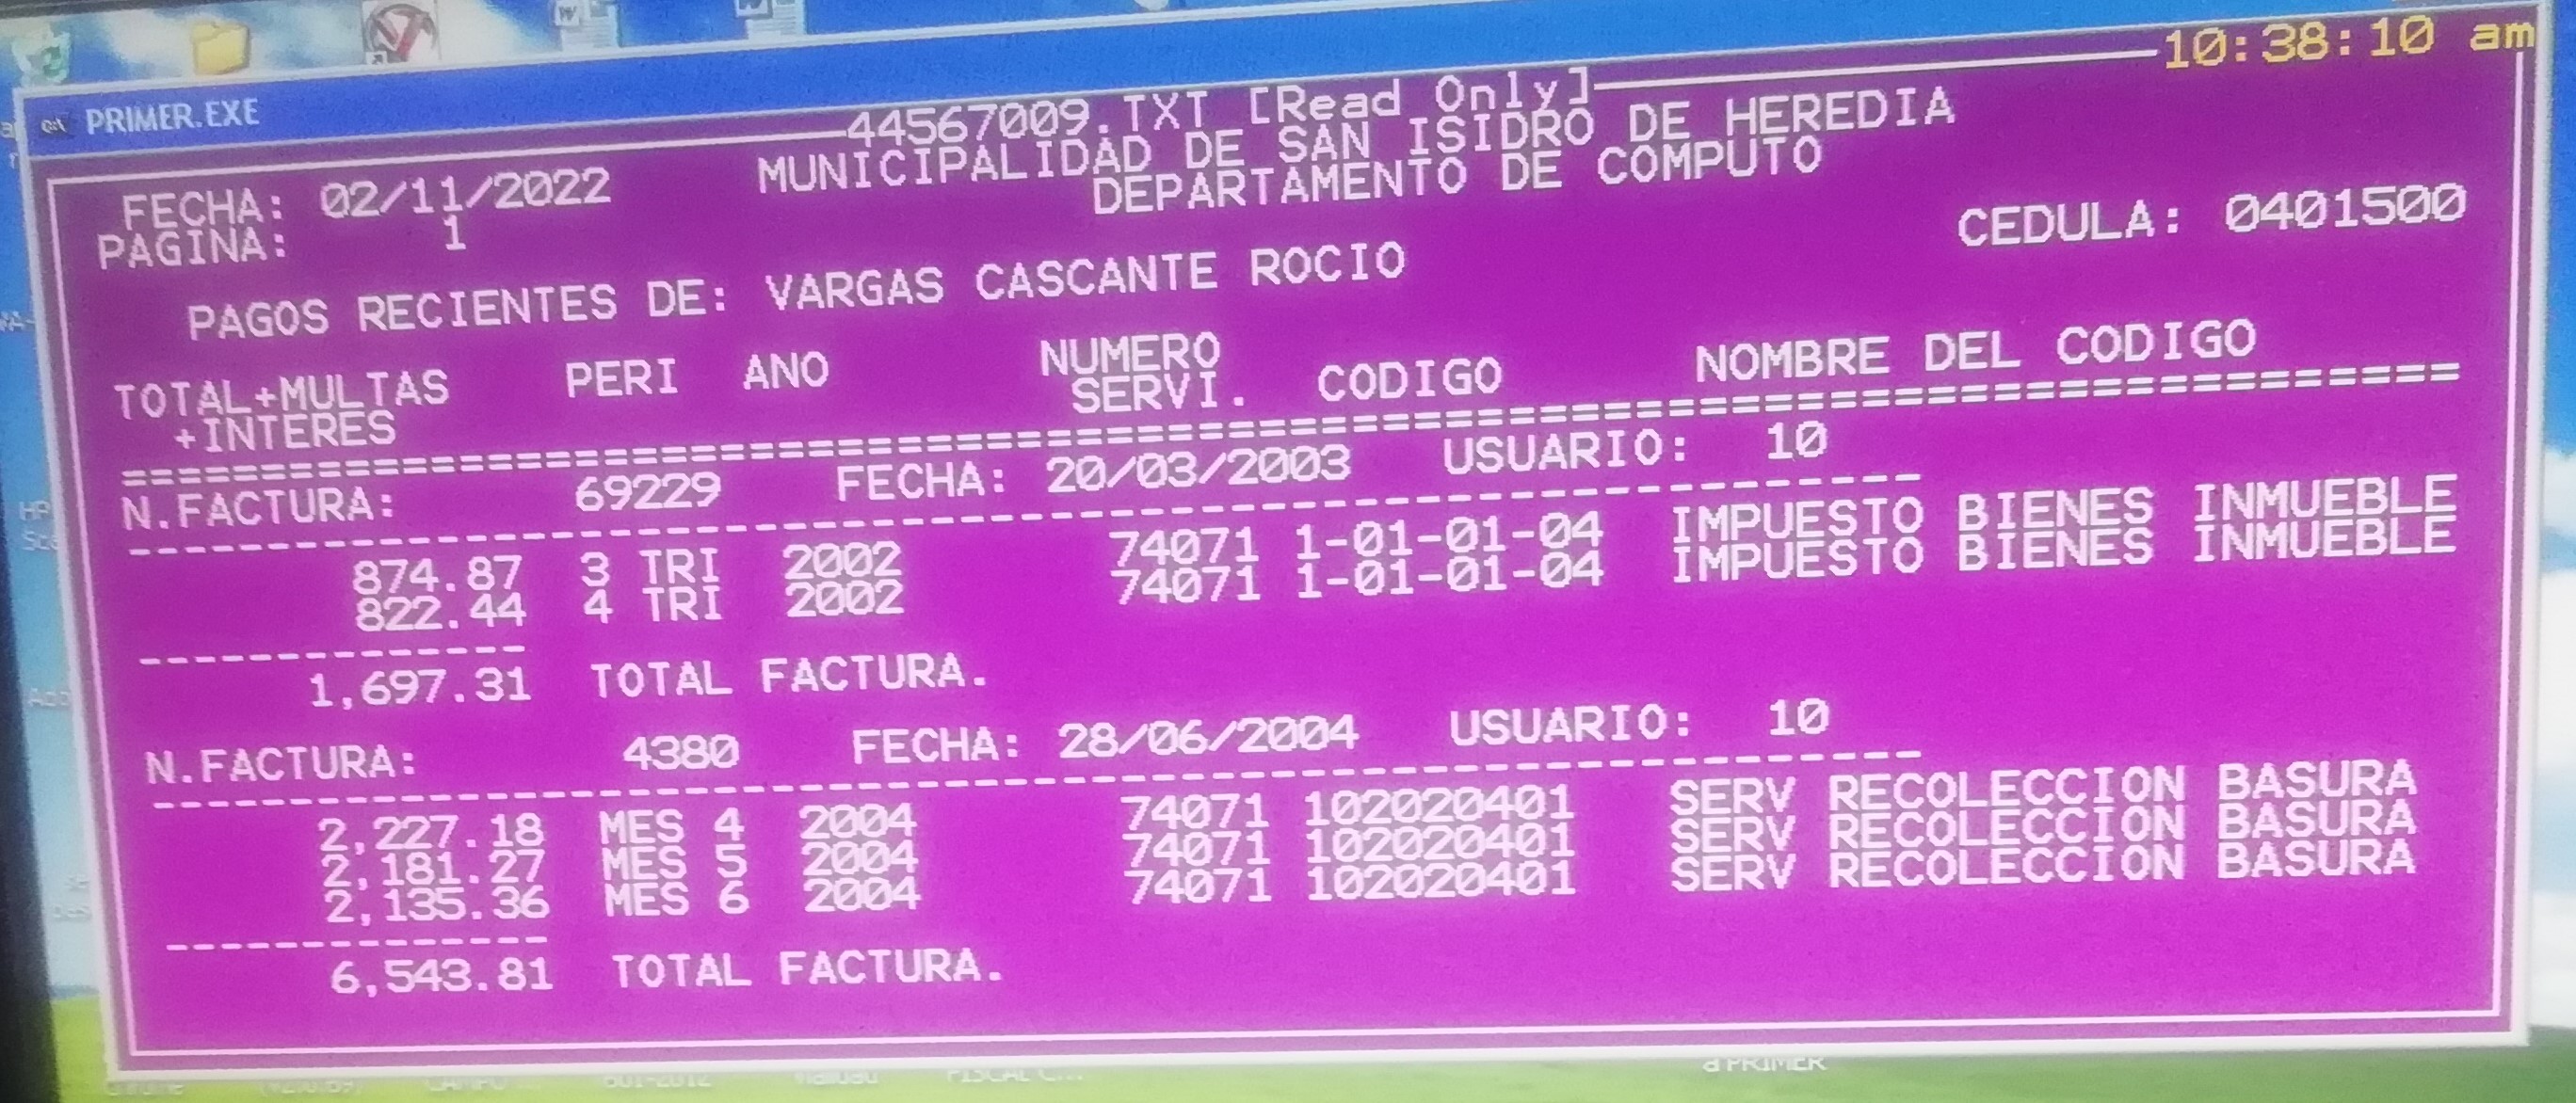 10:38:10 am
PRIMER.EXE
44567009.TXT [Read Only]
MUNICIPALIDAD DE SAN ISIDRO DE HEREDIA
FECHA: 02/11/2022 DEPARTAMENTO DE COMPUTO
PAGINA: 1 CEDULA: 0401500
PAGOS RECIENTES DE: VARGAS CASCANTE ROCIO
TOTAL+MULTAS PERI ANO NUMERO CODIGO NOMBRE DEL CODIGO
+INTERES SERVI.
==================================================
N.FACTURA: 69229 FECHA: 20/03/2003 USUARIO: 10
--------------------------------------------------
874.87 3 TRI 2002 74071 1-01-01-04 IMPUESTO BIENES INMUEBLE
822.44 4 TRI 2002 74071 1-01-01-04 IMPUESTO BIENES INMUEBLE
--------------
1,697.31 TOTAL FACTURA.
N.FACTURA: 4380 FECHA: 28/06/2004 USUARIO: 10
--------------------------------------------------
2,227.18 MES 4 2004 74071 102020401 SERV RECOLECCION BASURA
2,181.27 MES 5 2004 74071 102020401 SERV RECOLECCION BASURA
2,135.36 MES 6 2004 74071 102020401 SERV RECOLECCION BASURA
--------------
6,543.81 TOTAL FACTURA.
a PRIMER